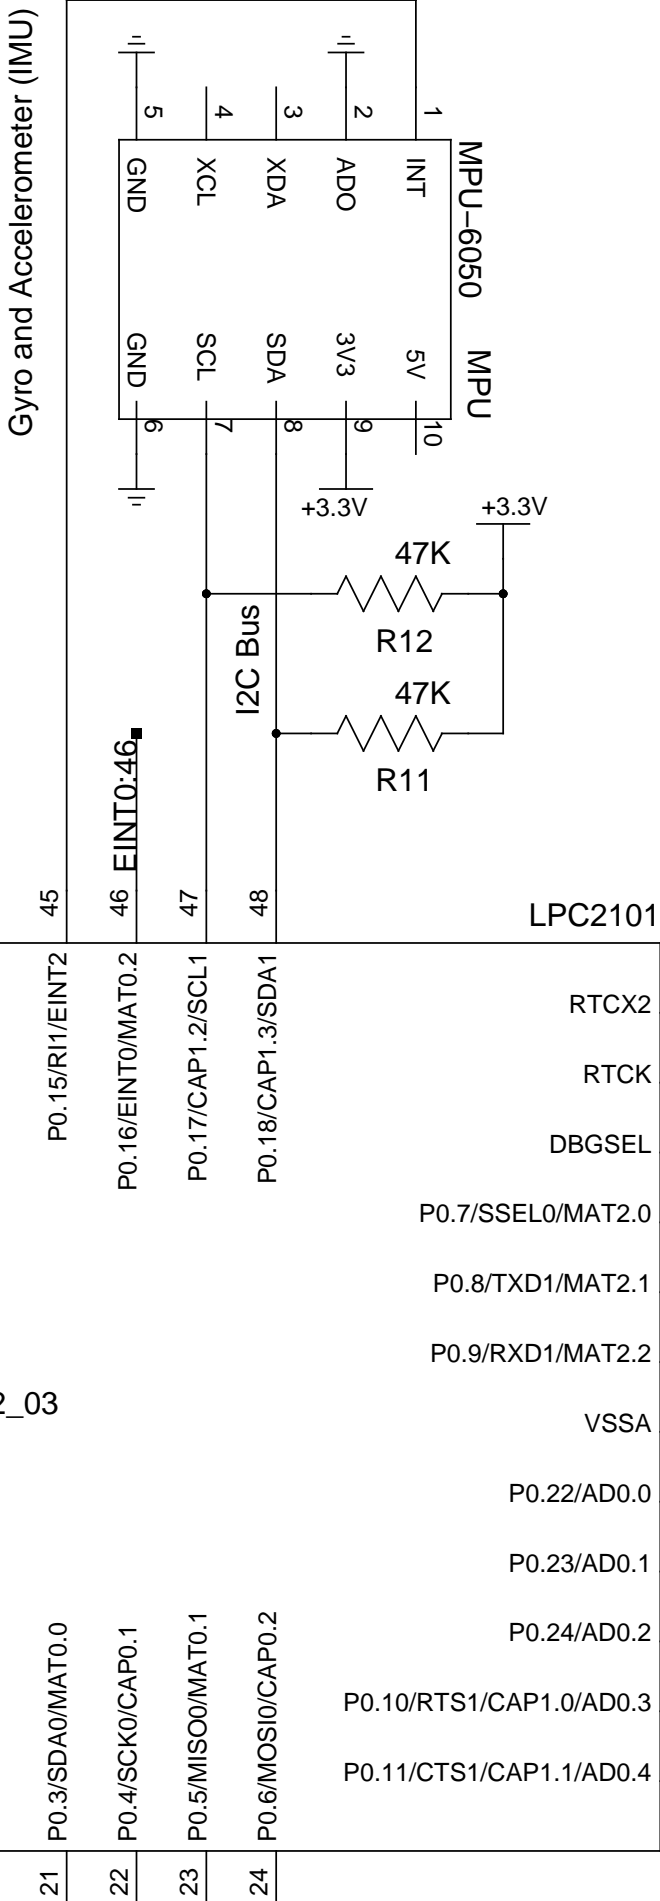 Gyro and Accelerometer (IMU)
5
4
3
2
1
GND
XCL
XDA
ADO
INT
MPU-6050
GND
SCL
SDA
3V3
5V
MPU
6
7
8
9
10
+3.3V
+3.3V
47K
R12
I2C Bus
47K
R11
EINT0:46
45
46
47
48
LPC2101
P0.15/RI1/EINT2
P0.16/EINT0/MAT0.2
P0.17/CAP1.2/SCL1
P0.18/CAP1.3/SDA1
RTCX2
RTCK
DBGSEL
P0.7/SSEL0/MAT2.0
P0.8/TXD1/MAT2.1
P0.9/RXD1/MAT2.2
2_03
VSSA
P0.22/AD0.0
P0.23/AD0.1
P0.24/AD0.2
P0.10/RTS1/CAP1.0/AD0.3
P0.11/CTS1/CAP1.1/AD0.4
P0.3/SDA0/MAT0.0
P0.4/SCK0/CAP0.1
P0.5/MISO0/MAT0.1
P0.6/MOSI0/CAP0.2
21
22
23
24